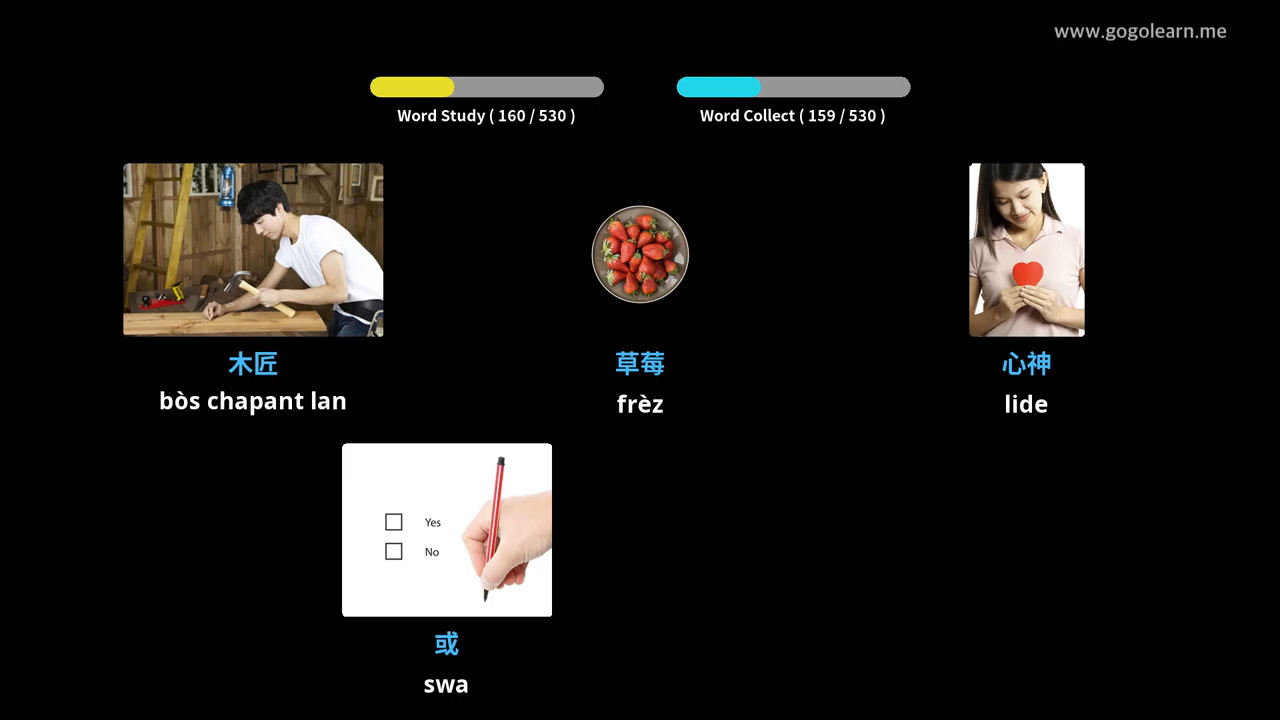 www.gogolearn.me
Word Study ( 160 / 530 )
Word Collect ( 159 / 530 )
木匠
草莓
心神
bòs chapant lan
frèz
lide
Yes
No
或
swa